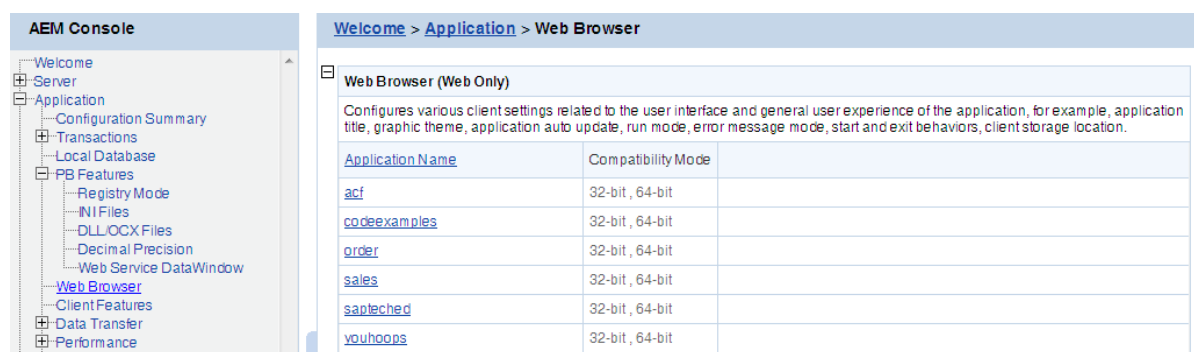 AEM Console
Welcome
Server
Application
Configuration Summary
Transactions
Local Database
PB Features
Registry Mode
INI Files
DLL/OCX Files
Decimal Precision
Web Service DataWindow
Web Browser
Client Features
Data Transfer
Performance
Welcome > Application > Web Browser
Web Browser (Web Only)
Configures various client settings related to the user interface and general user experience of the application, for example, application
title, graphic theme, application auto update, run mode, error message mode, start and exit behaviors, client storage location.
Application Name Compatibility Mode
acf 32-bit , 64-bit
codeexamples 32-bit , 64-bit
order 32-bit , 64-bit
sales 32-bit , 64-bit
sapteched 32-bit , 64-bit
youhoops 32-bit , 64-bit